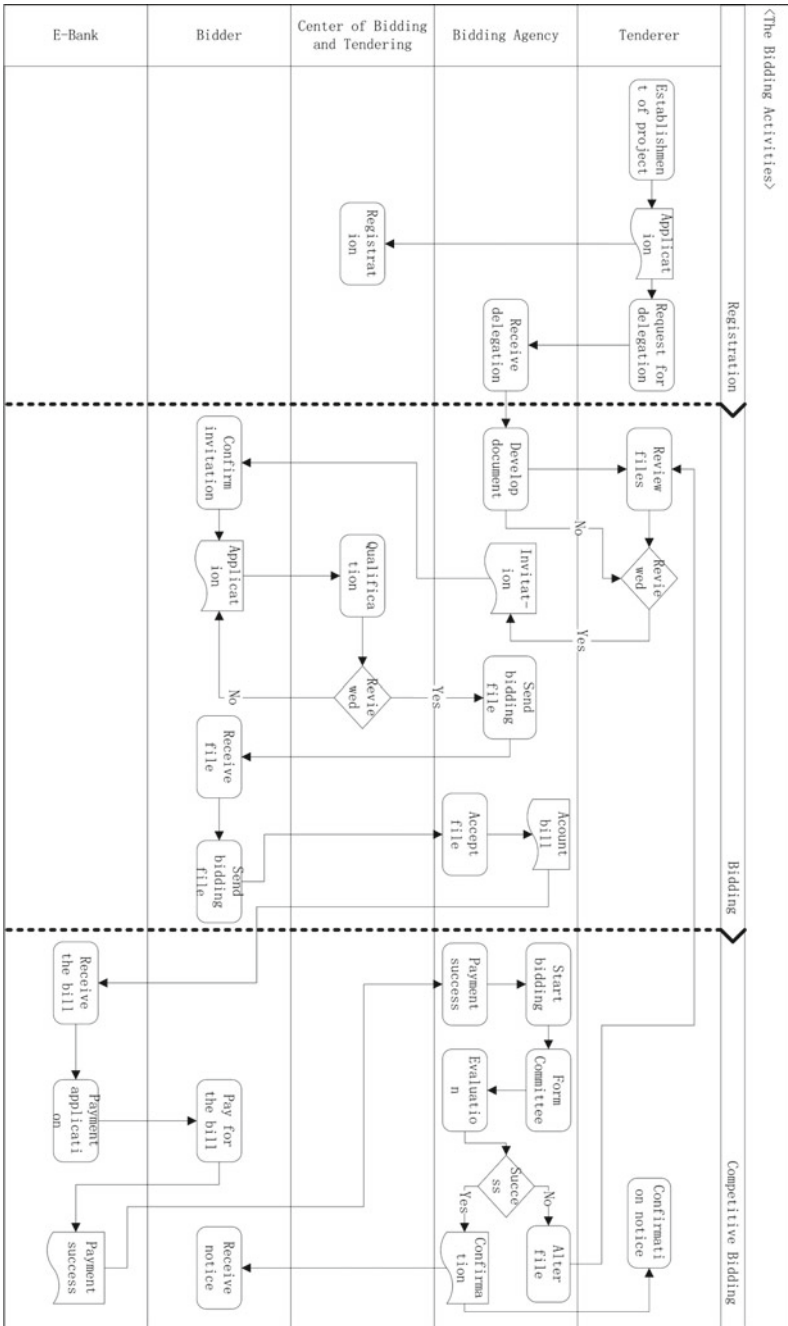 <The Bidding Activities>
Registration
Bidding
Competitive Bidding
Tenderer
Establishmen
t of project
Applicat
ion
Request for
delegation
Review
files
Revie
wed
Confirmati
on notice
Bidding Agency
Receive
delegation
Develop
document
No
Invitat-
ion
Yes
Send
bidding
file
Accept
file
Acount
bill
Payment
success
Start
bidding
Form
Committee
Evaluatio
n
Succe
ss
No
Yes
Alter
file
Confirma
tion
Center of Bidding
and Tendering
Registrat
ion
Qualifica
tion
Revie
wed
Yes
No
Bidder
Confirm
invitation
Applicat
ion
Receive
file
Send
bidding
file
Pay for
the bill
Receive
notice
E-Bank
Receive
the bill
Payment
applicati
on
Payment
success